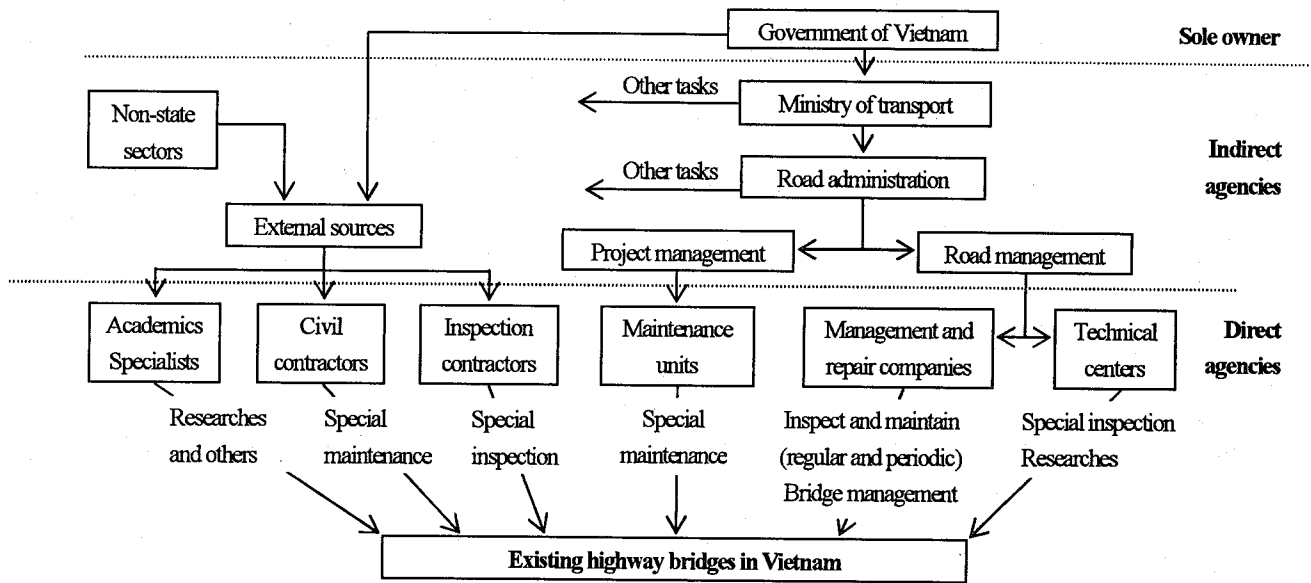 Government of Vietnam
Sole owner
Other tasks
Ministry of transport
Non-state
sectors
Indirect
agencies
Other tasks
Road administration
External sources
Project management
Road management
Academics
Specialists
Civil
contractors
Inspection
contractors
Maintenance
units
Management and
repair companies
Technical
centers
Direct
agencies
Researches
and others
Special
maintenance
Special
inspection
Special
maintenance
Inspect and maintain
(regular and periodic)
Bridge management
Special inspection
Researches
Existing highway bridges in Vietnam